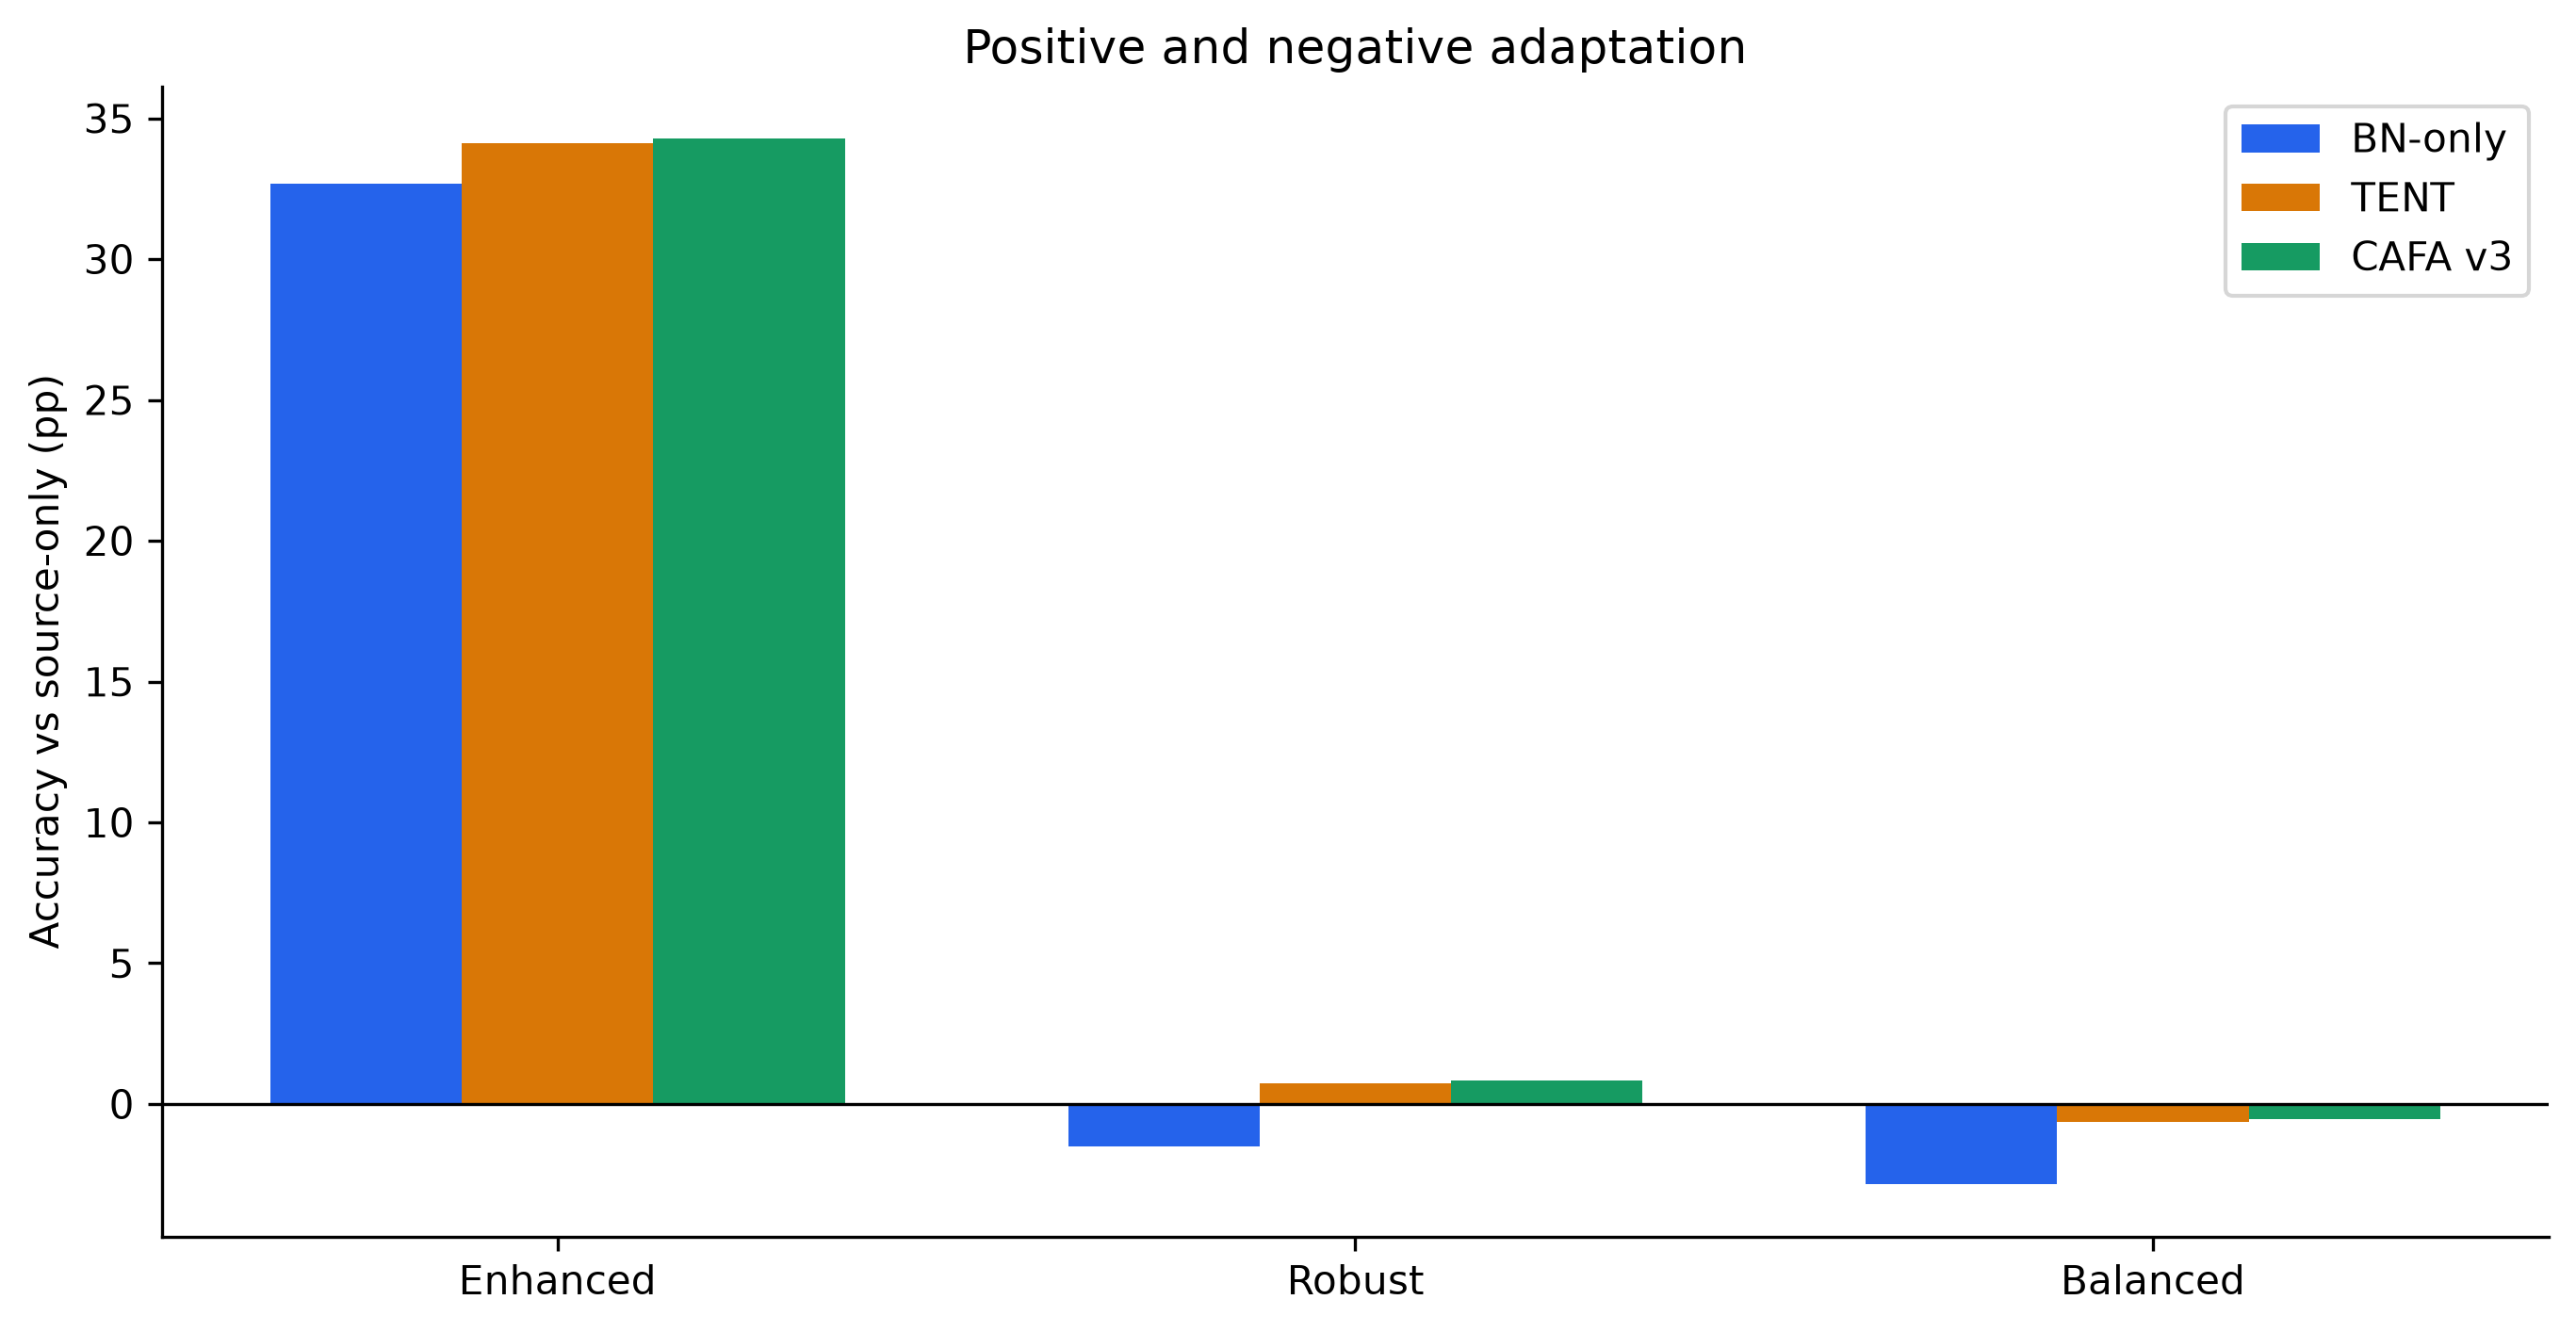 Positive and negative adaptation
BN-only
TENT
CAFA v3
Accuracy vs source-only (pp)
35
30
25
20
15
10
5
0
Enhanced
Robust
Balanced